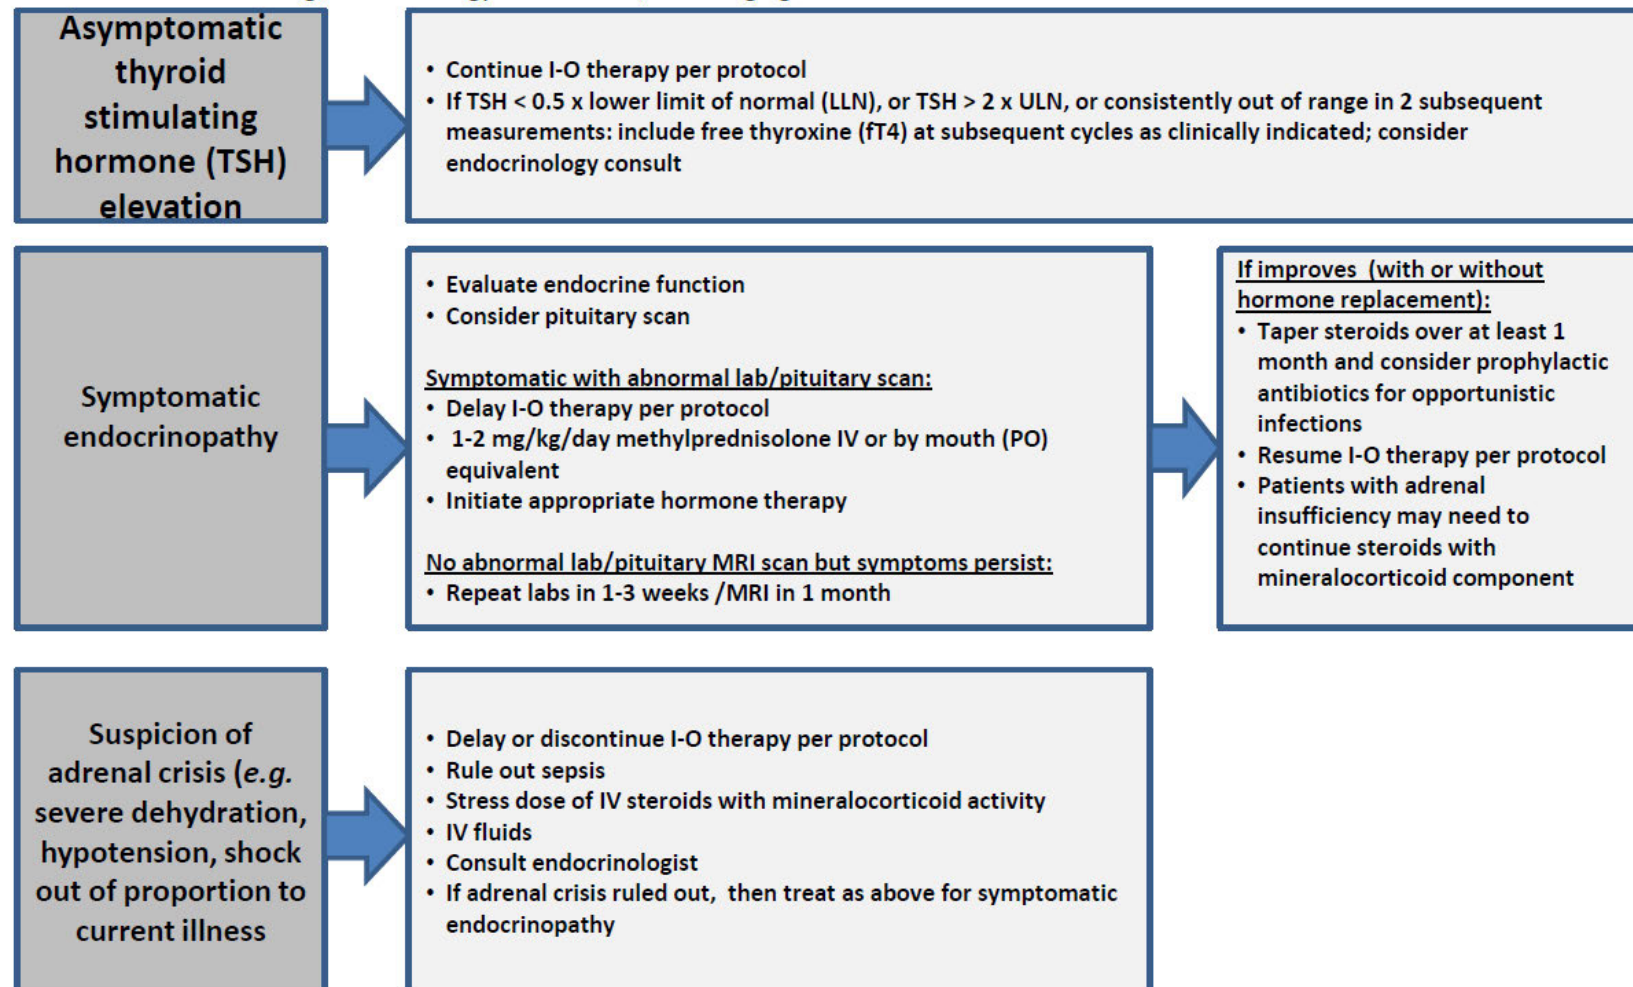 Asymptomatic
thyroid
stimulating
hormone (TSH)
elevation
• Continue I-O therapy per protocol
• If TSH < 0.5 x lower limit of normal (LLN), or TSH > 2 x ULN, or consistently out of range in 2 subsequent
measurements: include free thyroxine (fT4) at subsequent cycles as clinically indicated; consider
endocrinology consult
Symptomatic
endocrinopathy
• Evaluate endocrine function
• Consider pituitary scan
Symptomatic with abnormal lab/pituitary scan:
• Delay I-O therapy per protocol
• 1-2 mg/kg/day methylprednisolone IV or by mouth (PO)
equivalent
• Initiate appropriate hormone therapy
No abnormal lab/pituitary MRI scan but symptoms persist:
• Repeat labs in 1-3 weeks /MRI in 1 month
If improves (with or without
hormone replacement):
• Taper steroids over at least 1
month and consider prophylactic
antibiotics for opportunistic
infections
• Resume I-O therapy per protocol
• Patients with adrenal
insufficiency may need to
continue steroids with
mineralocorticoid component
Suspicion of
adrenal crisis (e.g.
severe dehydration,
hypotension, shock
out of proportion to
current illness
• Delay or discontinue I-O therapy per protocol
• Rule out sepsis
• Stress dose of IV steroids with mineralocorticoid activity
• IV fluids
• Consult endocrinologist
• If adrenal crisis ruled out, then treat as above for symptomatic
endocrinopathy